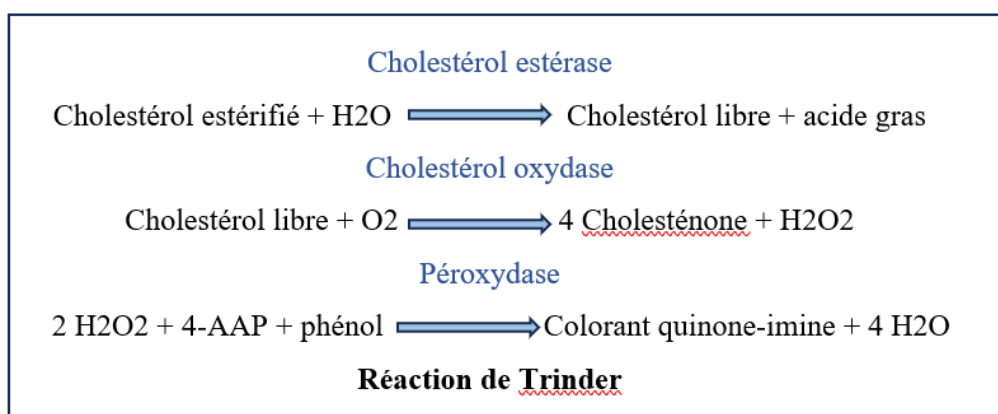 Cholestérol estérase
Cholestérol estérifié + H2O Cholestérol libre + acide gras
Cholestérol oxydase
Cholestérol libre + O2 4 Cholesténone + H2O2
Péroxydase
2 H2O2 + 4-AAP + phénol Colorant quinone-imine + 4 H2O
Réaction de Trinder